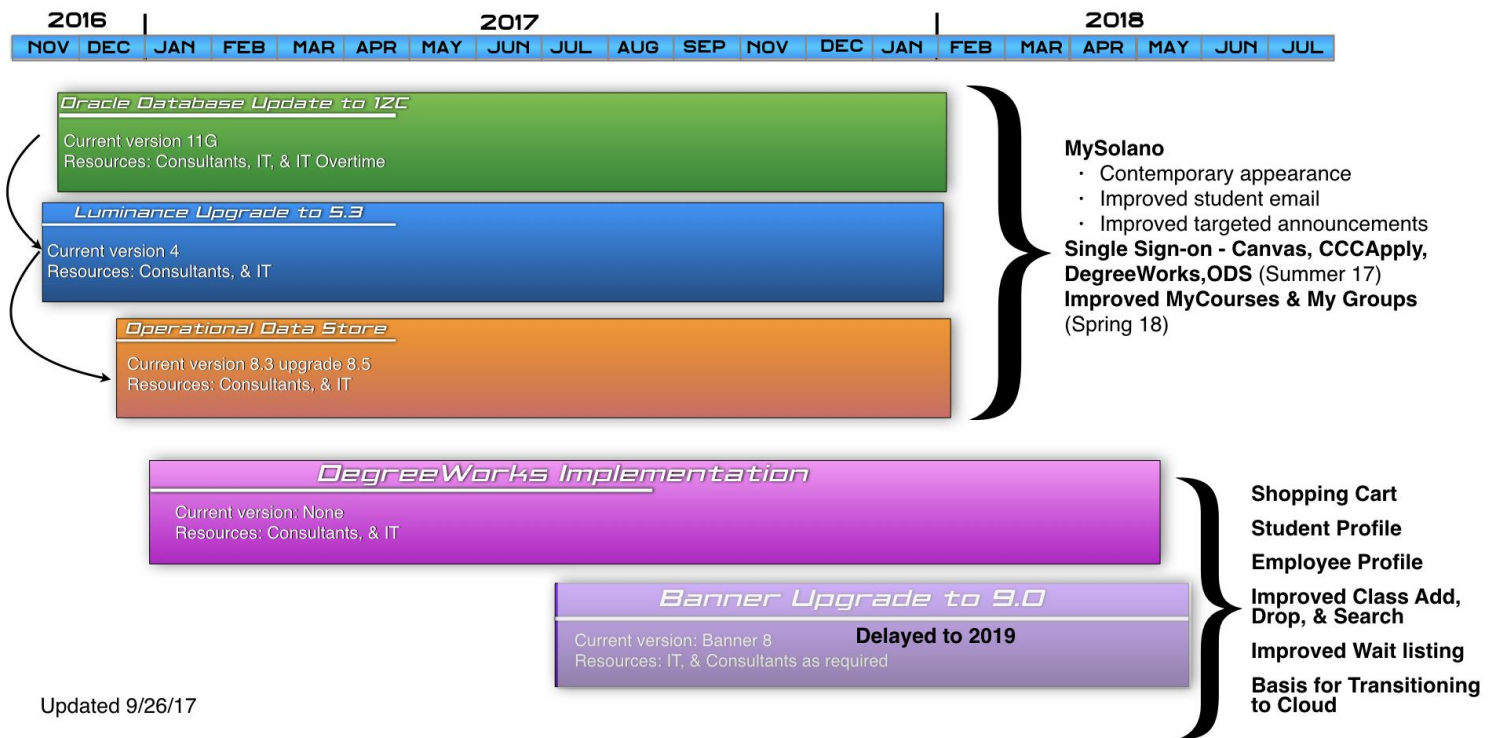 2016 2017 2018
NOV DEC JAN FEB MAR APR MAY JUN JUL AUG SEP NOV DEC JAN FEB MAR APR MAY JUN JUL
Oracle Database Update to 12C
Current version 11G
Resources: Consultants, IT, & IT Overtime
Luminance Upgrade to 5.3
Current version 4
Resources: Consultants, & IT
Operational Data Store
Current version 8.3 upgrade 8.5
Resources: Consultants, & IT
MySolano
· Contemporary appearance
· Improved student email
· Improved targeted announcements
Single Sign-on - Canvas, CCCApply,
DegreeWorks,ODS (Summer 17)
Improved MyCourses & My Groups
(Spring 18)
DegreeWorks Implementation
Current version: None
Resources: Consultants, & IT
Banner Upgrade to 9.0
Delayed to 2019
Current version: Banner 8
Resources: IT, & Consultants as required
Shopping Cart
Student Profile
Employee Profile
Improved Class Add,
Drop, & Search
Improved Wait listing
Basis for Transitioning
to Cloud
Updated 9/26/17